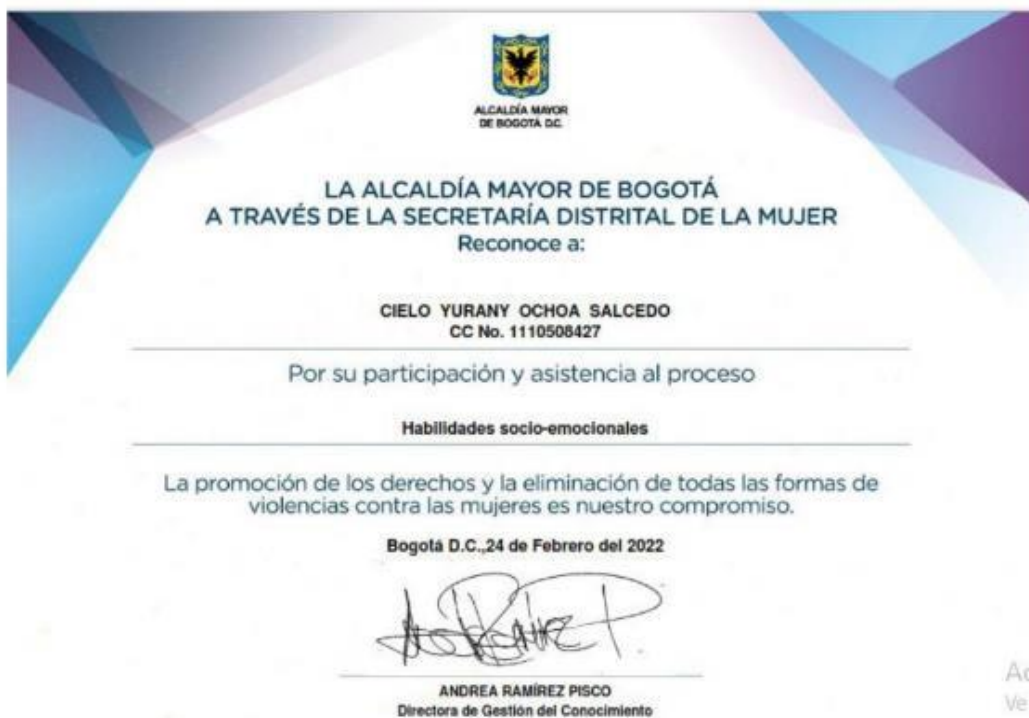 ALCALDÍA MAYOR
DE BOGOTÁ D.C.
LA ALCALDÍA MAYOR DE BOGOTÁ
A TRAVÉS DE LA SECRETARÍA DISTRITAL DE LA MUJER
Reconoce a:
CIELO YURANY OCHOA SALCEDO
CC No. 1110508427
Por su participación y asistencia al proceso
Habilidades socio-emocionales
La promoción de los derechos y la eliminación de todas las formas de
violencias contra las mujeres es nuestro compromiso.
Bogotá D.C.,24 de Febrero del 2022
ANDREA RAMÍREZ PISCO
Directora de Gestión del Conocimiento